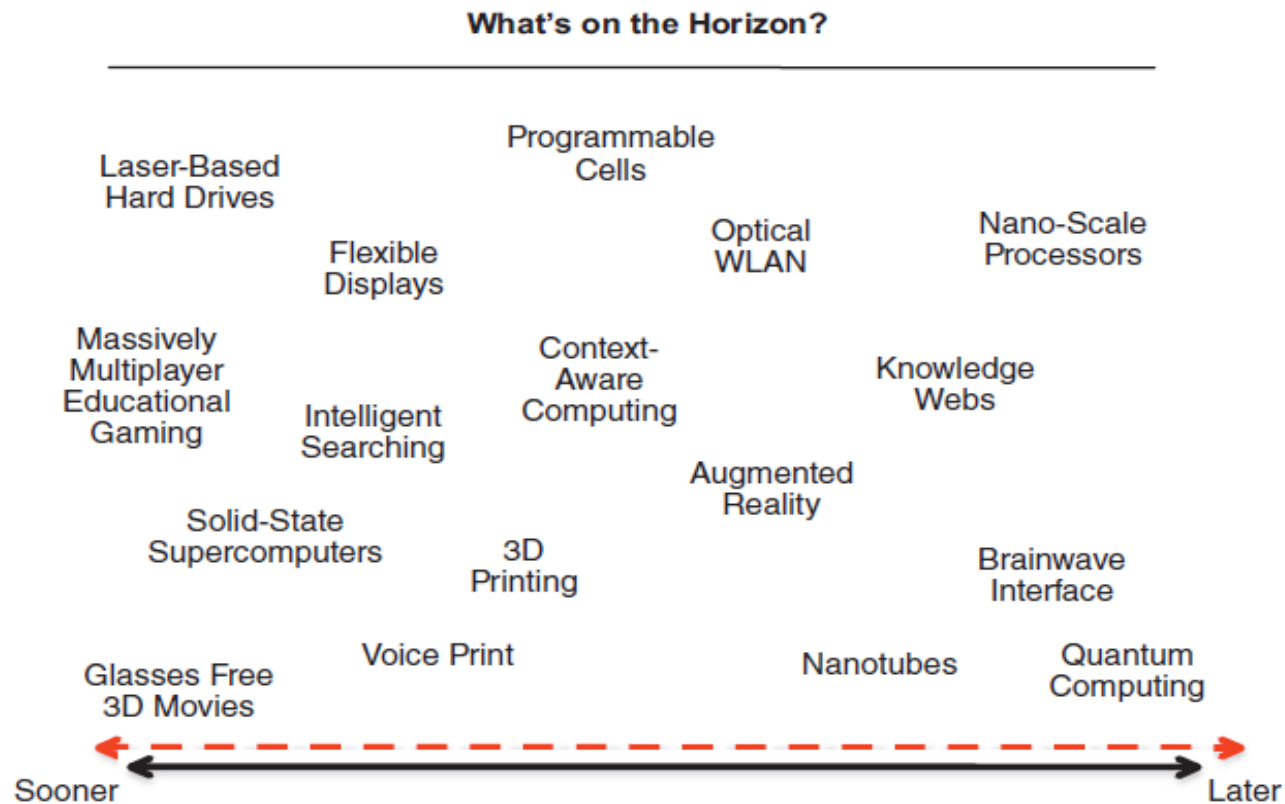 What's on the Horizon?
Programmable
Cells
Laser-Based
Hard Drives
Optical
WLAN
Nano-Scale
Processors
Flexible
Displays
Massively
Multiplayer
Educational
Gaming
Context-
Aware
Computing
Knowledge
Webs
Intelligent
Searching
Augmented
Reality
Solid-State
Supercomputers
3D
Printing
Brainwave
Interface
Voice Print
Nanotubes
Quantum
Computing
Glasses Free
3D Movies
Sooner
Later